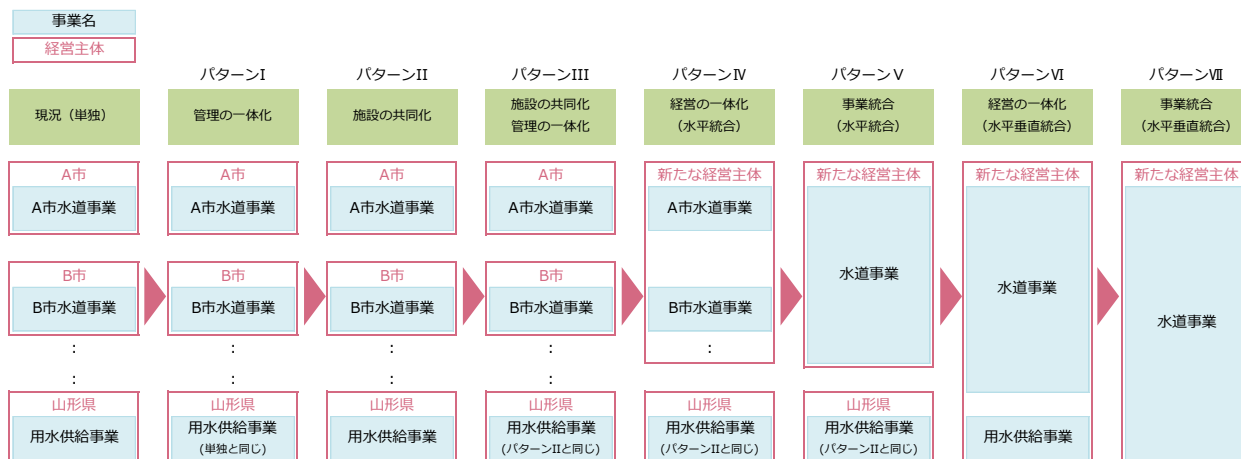 事業名
経営主体
パターンI
パターンII
パターンIII
パターンⅣ
パターンⅤ
パターンⅥ
パターンⅦ
現況（単独）
管理の一体化
施設の共同化
施設の共同化
管理の一体化
経営の一体化
（水平統合）
事業統合
（水平統合）
経営の一体化
（水平垂直統合）
事業統合
（水平垂直統合）
A市
A市水道事業
B市
B市水道事業
：
：
山形県
用水供給事業
A市
A市水道事業
B市
B市水道事業
：
：
山形県
用水供給事業
(単独と同じ)
A市
A市水道事業
B市
B市水道事業
：
：
山形県
用水供給事業
A市
A市水道事業
B市
B市水道事業
：
：
山形県
用水供給事業
(パターンIIと同じ)
新たな経営主体
A市水道事業
B市水道事業
：
山形県
用水供給事業
(パターンIIと同じ)
新たな経営主体
水道事業
山形県
用水供給事業
(パターンIIと同じ)
新たな経営主体
水道事業
用水供給事業
新たな経営主体
水道事業